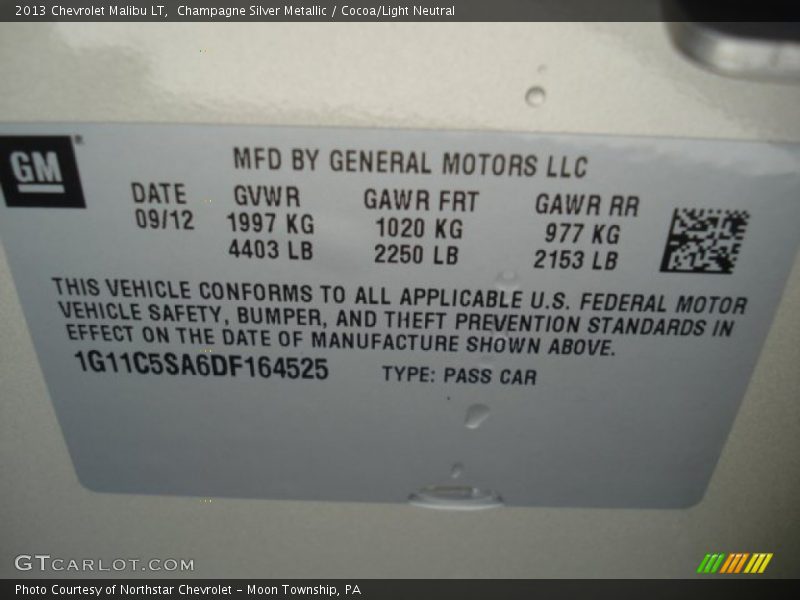 2013 Chevrolet Malibu LT,  Champagne Silver Metallic / Cocoa/Light Neutral
GM
MFD BY GENERAL MOTORS LLC
DATE GVWR GAWR FRT GAWR RR
09/12 1997 KG 1020 KG 977 KG
4403 LB 2250 LB 2153 LB
THIS VEHICLE CONFORMS TO ALL APPLICABLE U.S. FEDERAL MOTOR
VEHICLE SAFETY, BUMPER, AND THEFT PREVENTION STANDARDS IN
EFFECT ON THE DATE OF MANUFACTURE SHOWN ABOVE.
1G11C5SA6DF164525 TYPE: PASS CAR
GTCARLOT.COM
Photo Courtesy of Northstar Chevrolet – Moon Township, PA